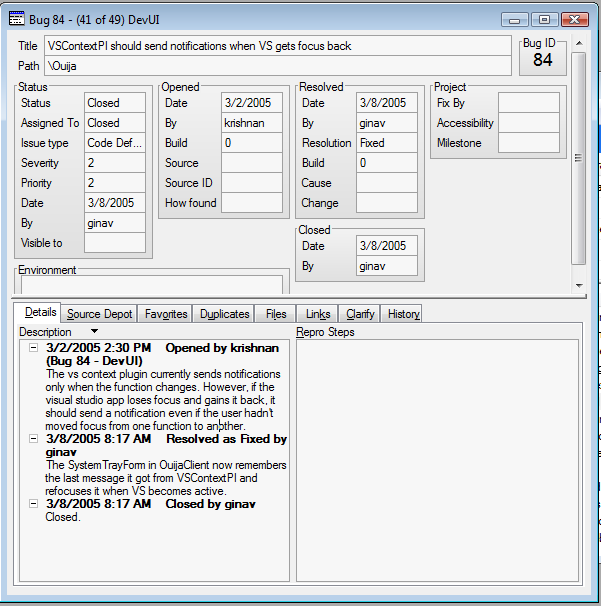 Bug 84 - (41 of 49) DevUI
Title VSContextPI should send notifications when VS gets focus back
Bug ID
84
Path \Ouija
Status
Status Closed
Assigned To Closed
Issue type Code Def...
Severity 2
Priority 2
Date 3/8/2005
By ginav
Visible to
Opened
Date 3/2/2005
By krishnan
Build 0
Source
Source ID
How found
Resolved
Date 3/8/2005
By ginav
Resolution Fixed
Build 0
Cause
Change
Closed
Date 3/8/2005
By ginav
Project
Fix By
Accessibility
Milestone
Environment
Details Source Depot Favorites Duplicates Files Links Clarify History
Description
3/2/2005 2:30 PM Opened by krishnan
(Bug 84 - DevUI)
The vs context plugin currently sends notifications
only when the function changes. However, if the
visual studio app loses focus and gains it back, it
should send a notification even if the user hadn't
moved focus from one function to another.
3/8/2005 8:17 AM Resolved as Fixed by
ginav
The SystemTrayForm in OuijaClient now remembers
the last message it got from VSContextPI and
refocuses it when VS becomes active.
3/8/2005 8:17 AM Closed by ginav
Closed.
Repro Steps